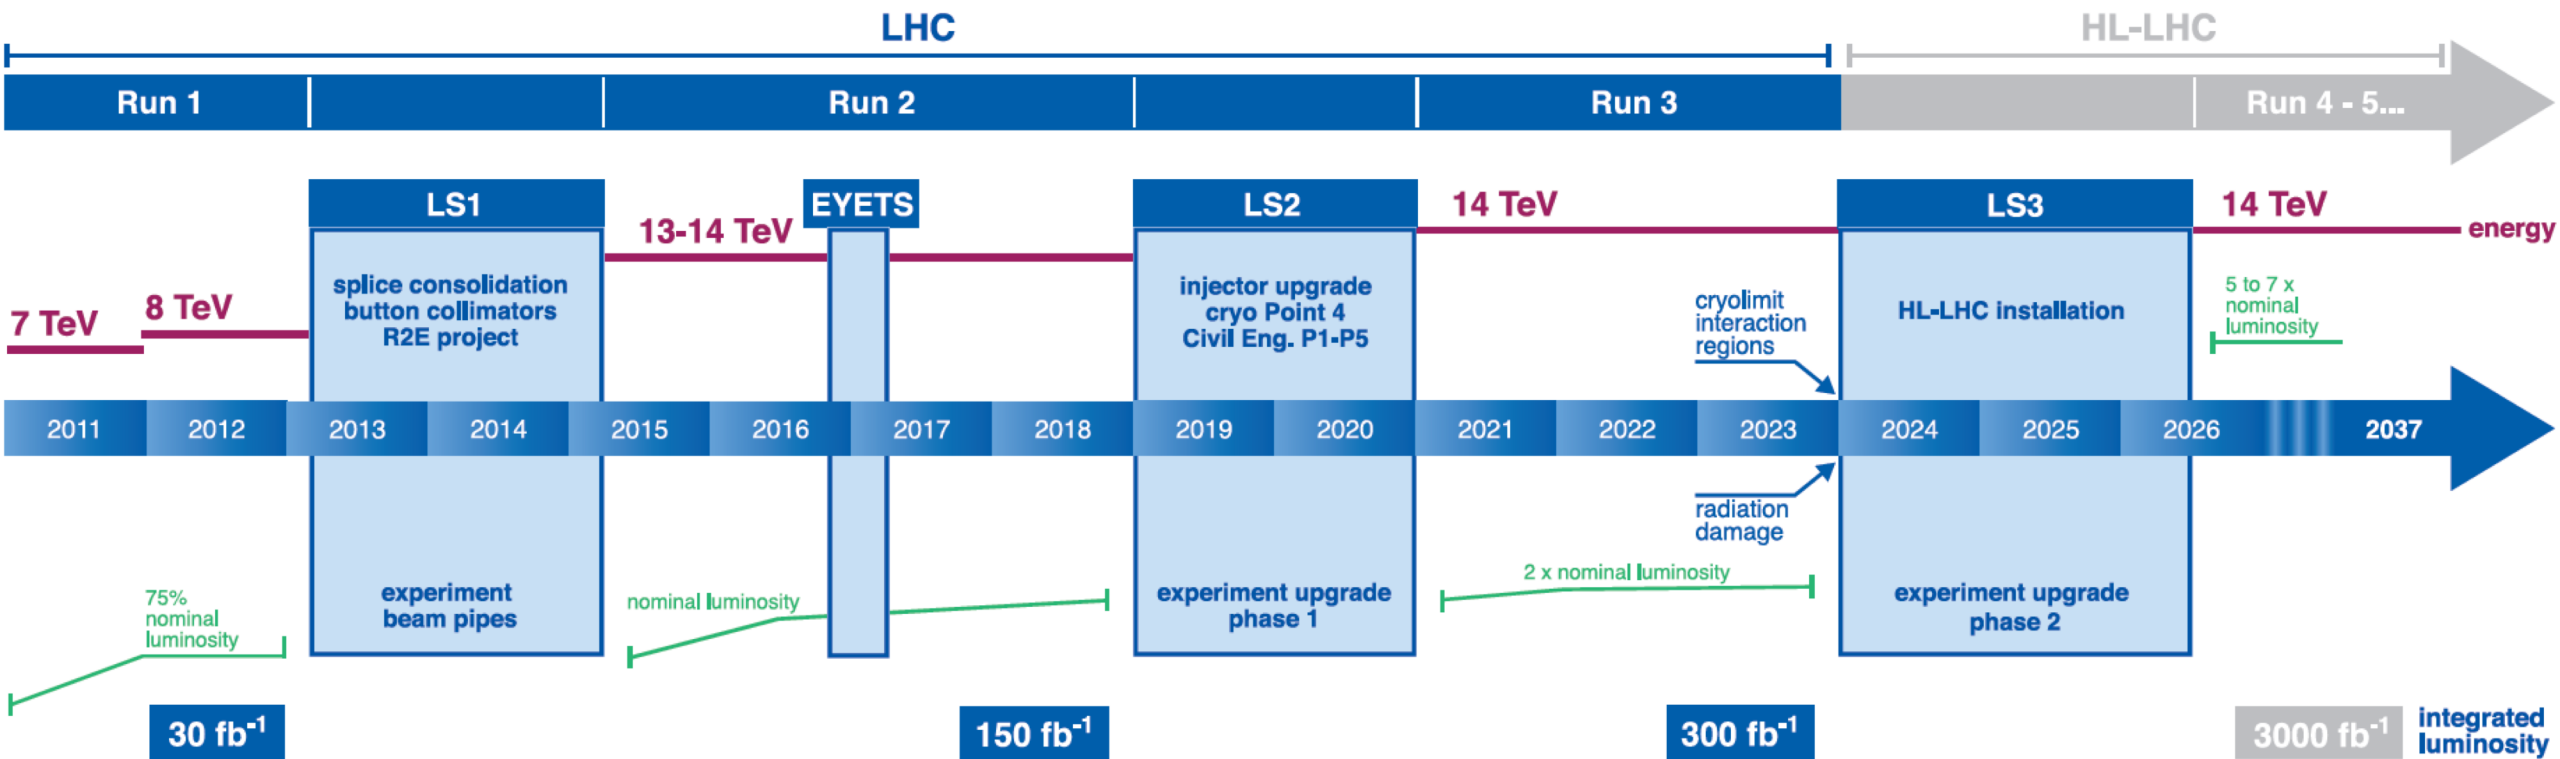 LHC
HL-LHC
Run 1
Run 2
Run 3
Run 4 - 5...
LS1
EYETS
LS2
14 TeV
LS3
14 TeV
13-14 TeV
energy
7 TeV
8 TeV
splice consolidation
button collimators
R2E project
injector upgrade
cryo Point 4
Civil Eng. P1-P5
cryolimit
interaction
regions
HL-LHC installation
5 to 7 x
nominal
luminosity
2011
2012
2013
2014
2015
2016
2017
2018
2019
2020
2021
2022
2023
2024
2025
2026
2037
radiation
damage
75%
nominal
luminosity
experiment
beam pipes
nominal luminosity
experiment upgrade
phase 1
2 x nominal luminosity
experiment upgrade
phase 2
30 fb⁻¹
150 fb⁻¹
300 fb⁻¹
3000 fb⁻¹
integrated
luminosity